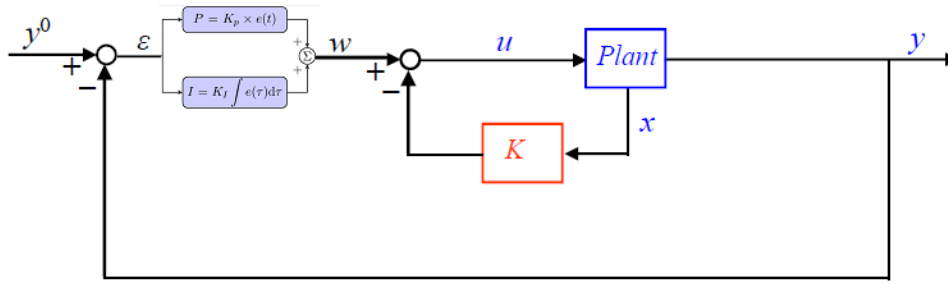 y⁰
+
−
ε
P = K_p × e(t)
I = K_I ∫ e(τ)dτ
+
+
Σ
w
+
−
u
Plant
y
x
K